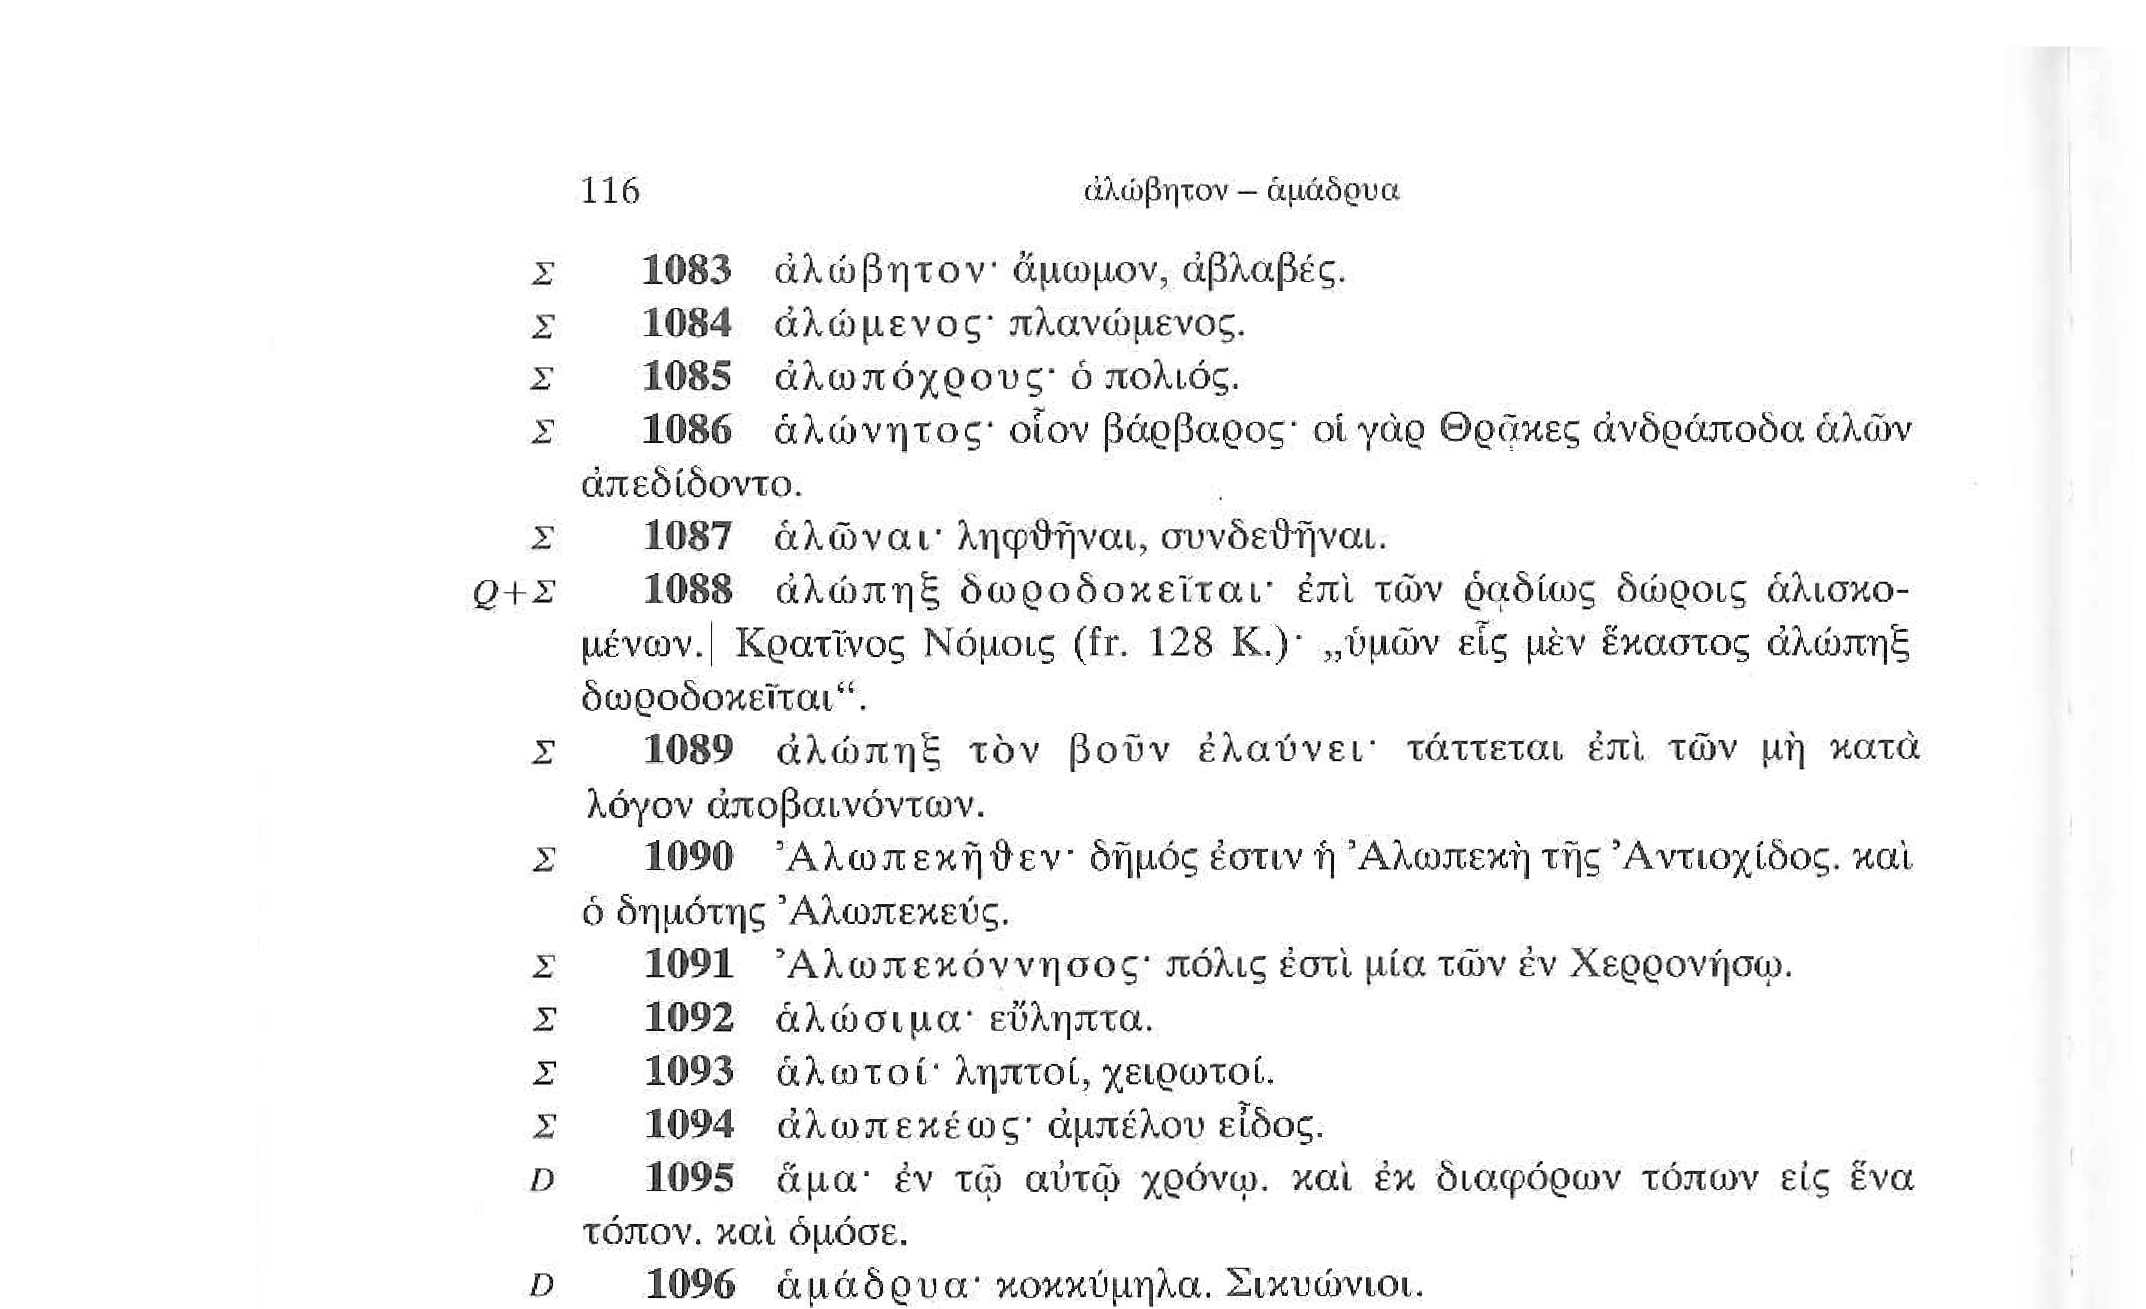 116 ἀλώβητον – ἁμάδρυα
Σ 1083 ἀλώβητον· ἄμωμον, ἀβλαβές.
Σ 1084 ἀλώμενος· πλανώμενος.
Σ 1085 ἀλωπόχρους· ὁ πολιός.
Σ 1086 ἁλώνητος· οἷον βάρβαρος· οἱ γὰρ Θρᾷκες ἀνδράποδα ἁλῶν
ἀπεδίδοντο.
Σ 1087 ἁλῶναι· ληφθῆναι, συνδεθῆναι.
Q+Σ 1088 ἀλώπηξ δωροδοκεῖται· ἐπὶ τῶν ῥᾳδίως δώροις ἁλισκο-
μένων.| Κρατῖνος Νόμοις (fr. 128 K.)· „ὑμῶν εἷς μὲν ἕκαστος ἀλώπηξ
δωροδοκεῖται“.
Σ 1089 ἀλώπηξ τὸν βοῦν ἐλαύνει· τάττεται ἐπὶ τῶν μὴ κατὰ
λόγον ἀποβαινόντων.
Σ 1090 Ἀλωπεκῆθεν· δῆμός ἐστιν ἡ Ἀλωπεκὴ τῆς Ἀντιοχίδος. καὶ
ὁ δημότης Ἀλωπεκεύς.
Σ 1091 Ἀλωπεκόννησος· πόλις ἐστὶ μία τῶν ἐν Χερρονήσῳ.
Σ 1092 ἁλώσιμα· εὔληπτα.
Σ 1093 ἁλωτοί· ληπτοί, χειρωτοί.
Σ 1094 ἀλωπεκέως· ἀμπέλου εἶδος.
D 1095 ἅμα· ἐν τῷ αὐτῷ χρόνῳ. καὶ ἐκ διαφόρων τόπων εἰς ἕνα
τόπον. καὶ ὁμόσε.
D 1096 ἁμάδρυα· κοκκύμηλα. Σικυώνιοι.